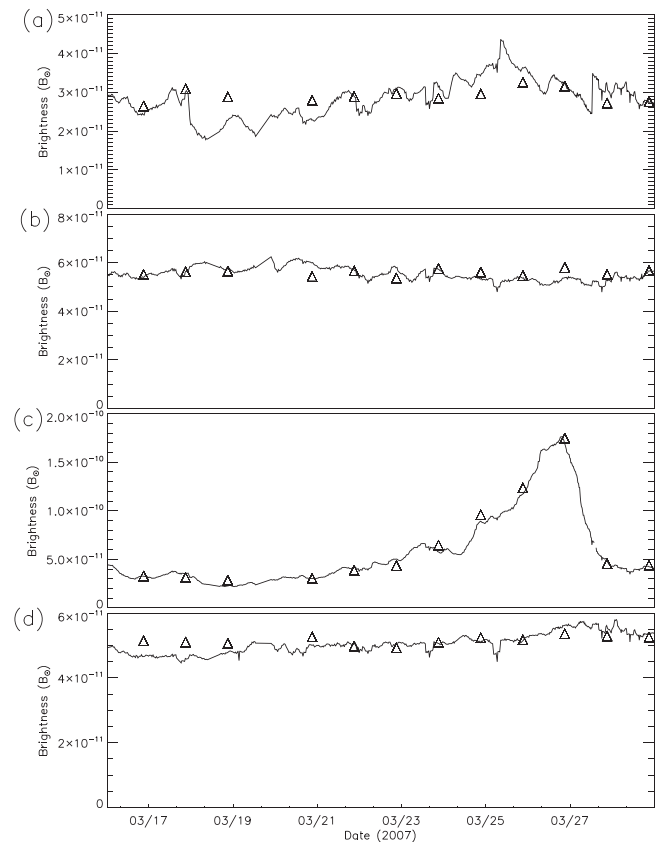 (a)
5×10⁻¹¹
4×10⁻¹¹
3×10⁻¹¹
2×10⁻¹¹
1×10⁻¹¹
0
Brightness (B⊙)
(b)
8×10⁻¹¹
6×10⁻¹¹
4×10⁻¹¹
2×10⁻¹¹
0
Brightness (B⊙)
(c)
2.0×10⁻¹⁰
1.5×10⁻¹⁰
1.0×10⁻¹⁰
5.0×10⁻¹¹
0
Brightness (B⊙)
(d)
6×10⁻¹¹
4×10⁻¹¹
2×10⁻¹¹
0
Brightness (B⊙)
03/17 03/19 03/21 03/23 03/25 03/27
Date (2007)